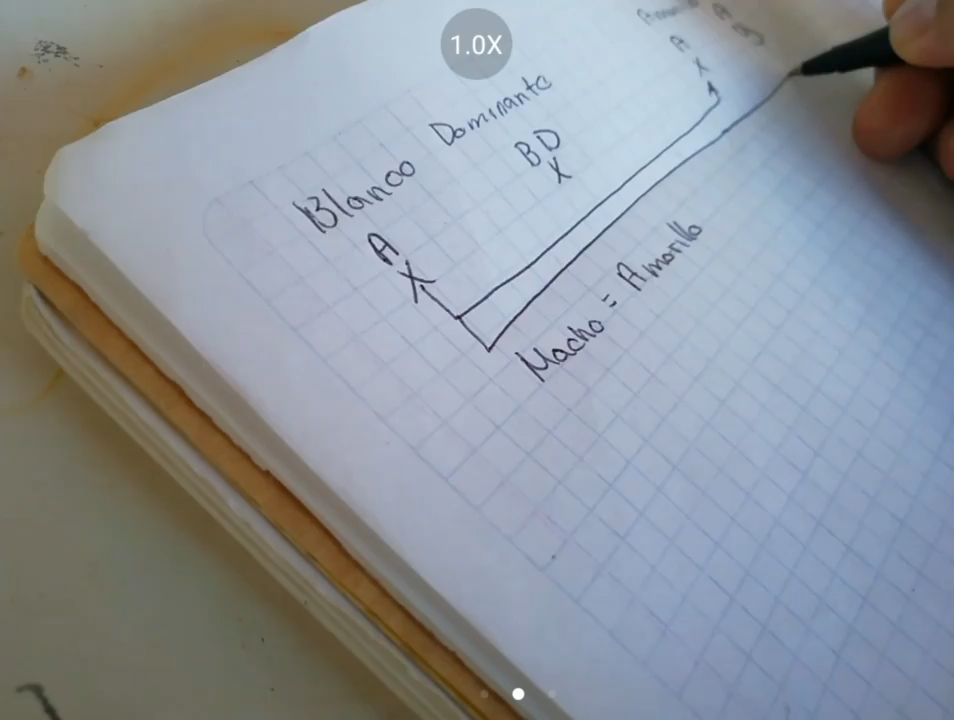 1.0X
Blanco Dominante
A BD A A
X X X y
Macho = Amarillo